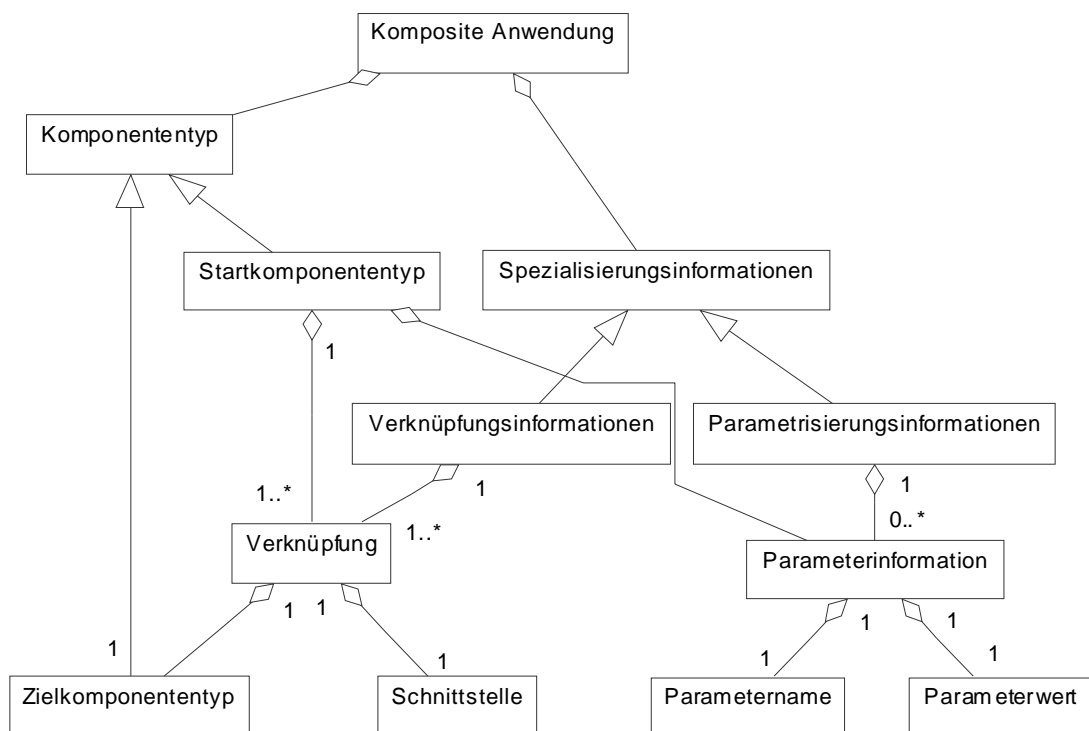 Komposite Anwendung
Komponententyp
Startkomponententyp
Spezialisierungsinformationen
1
Verknüpfungsinformationen
Parametrisierungsinformationen
1
1
1..*
1..*
0..*
Verknüpfung
Parameterinformation
1
1
1
1
1
1
1
1
Zielkomponententyp
Schnittstelle
Parametername
Parameterwert